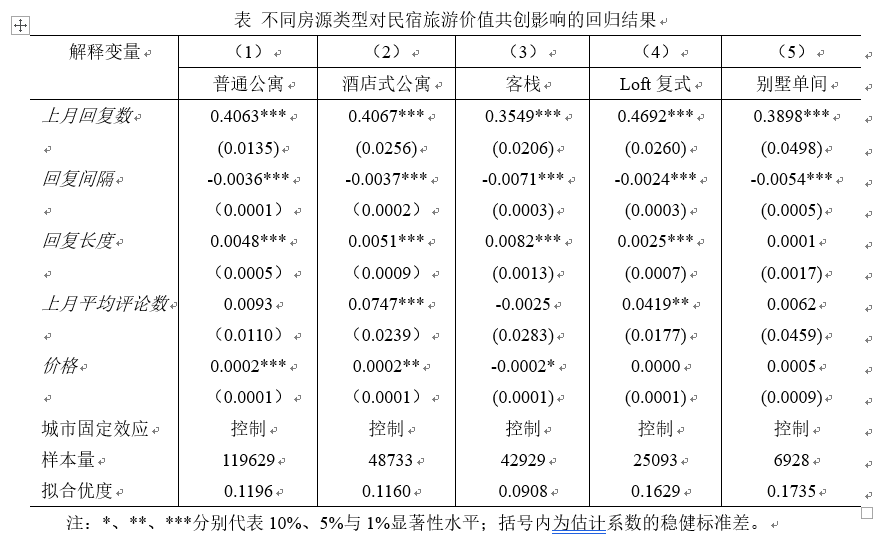 表 不同房源类型对民宿旅游价值共创影响的回归结果
解释变量 （1） （2） （3） （4） （5）
普通公寓 酒店式公寓 客栈 Loft 复式 别墅单间
上月回复数 0.4063*** 0.4067*** 0.3549*** 0.4692*** 0.3898***
(0.0135) (0.0256) (0.0206) (0.0260) (0.0498)
回复间隔 -0.0036*** -0.0037*** -0.0071*** -0.0024*** -0.0054***
（0.0001） （0.0002） (0.0003) (0.0003) (0.0005)
回复长度 0.0048*** 0.0051*** 0.0082*** 0.0025*** 0.0001
（0.0005） （0.0009） (0.0013) (0.0007) (0.0017)
上月平均评论数 0.0093 0.0747*** -0.0025 0.0419** 0.0062
（0.0110） （0.0239） (0.0283) (0.0177) (0.0459)
价格 0.0002*** 0.0002** -0.0002* 0.0000 0.0005
（0.0001） （0.0001） (0.0001) (0.0001) (0.0009)
城市固定效应 控制 控制 控制 控制 控制
样本量 119629 48733 42929 25093 6928
拟合优度 0.1196 0.1160 0.0908 0.1629 0.1735
注：*、**、***分别代表 10%、5%与 1%显著性水平；括号内为估计系数的稳健标准差。